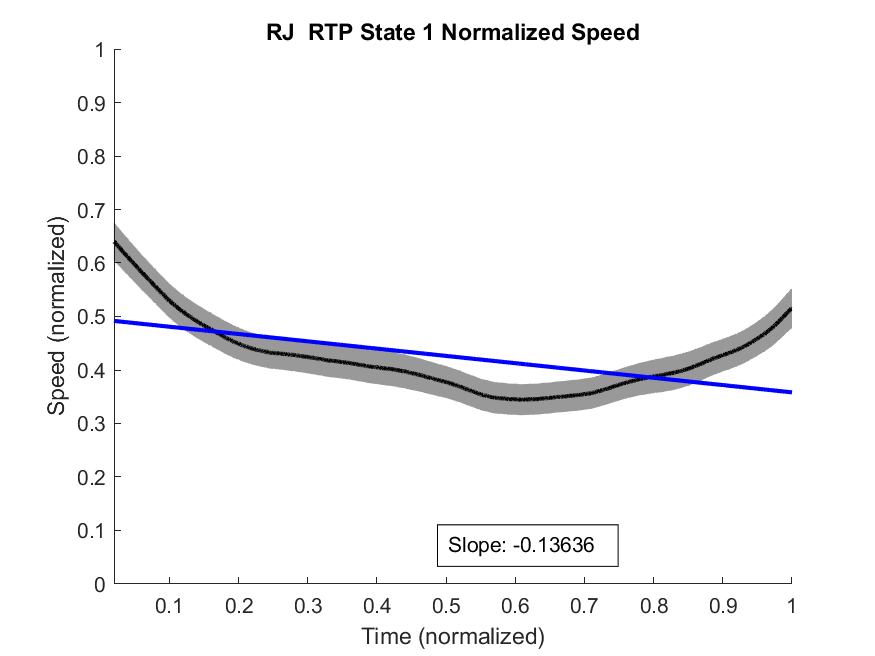 RJ  RTP State 1 Normalized Speed
1
0.9
0.8
0.7
0.6
0.5
0.4
0.3
0.2
0.1
0
Speed (normalized)
Slope: -0.13636
0.1 0.2 0.3 0.4 0.5 0.6 0.7 0.8 0.9 1
Time (normalized)